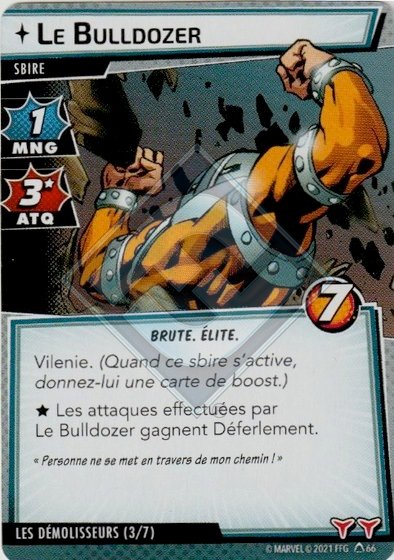 Le Bulldozer
SBIRE
1
MNG
3★
ATQ
7
BRUTE. ÉLITE.
Vilenie. (Quand ce sbire s'active,
donnez-lui une carte de boost.)
★ Les attaques effectuées par
Le Bulldozer gagnent Déferlement.
« Personne ne se met en travers de mon chemin ! »
LES DÉMOLISSEURS (3/7)
© MARVEL © 2021 FFG 66